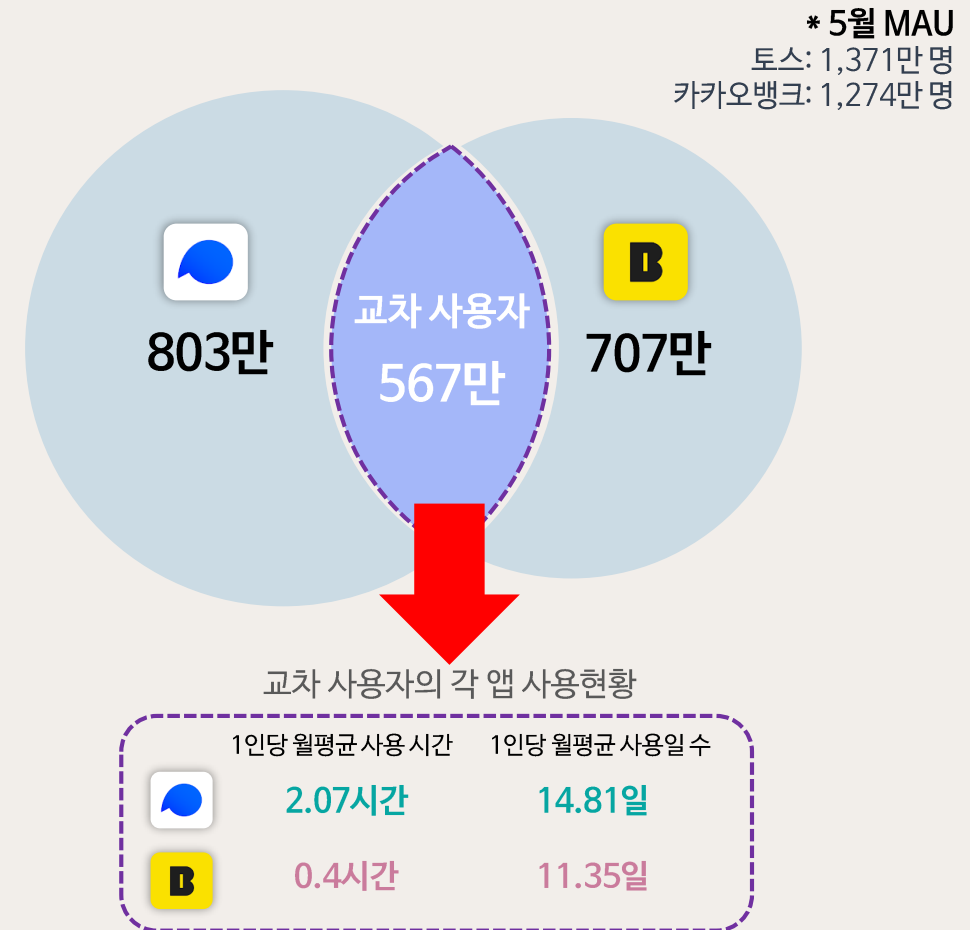 * 5월 MAU
토스: 1,371만 명
카카오뱅크: 1,274만 명
교차 사용자
803만
567만
707만
교차 사용자의 각 앱 사용현황
1인당 월평균 사용 시간 1인당 월평균 사용일 수
2.07시간 14.81일
B 0.4시간 11.35일